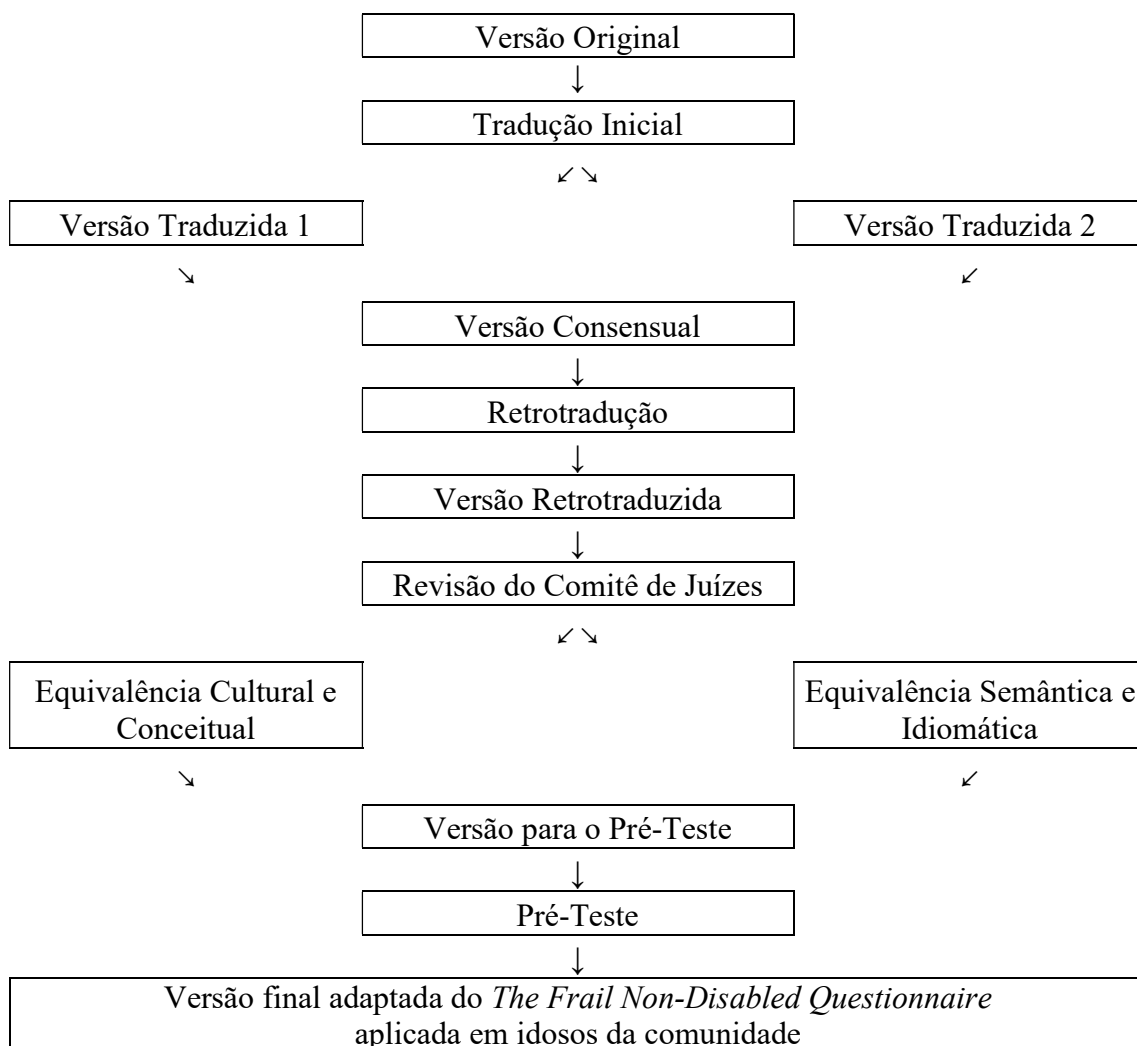 Versão Original
↓
Tradução Inicial
↙ ↘
Versão Traduzida 1
Versão Traduzida 2
↘ ↙
Versão Consensual
↓
Retrotradução
↓
Versão Retrotraduzida
↓
Revisão do Comitê de Juízes
↙ ↘
Equivalência Cultural e
Conceitual
Equivalência Semântica e
Idiomática
↘ ↙
Versão para o Pré-Teste
↓
Pré-Teste
↓
Versão final adaptada do The Frail Non-Disabled Questionnaire
aplicada em idosos da comunidade